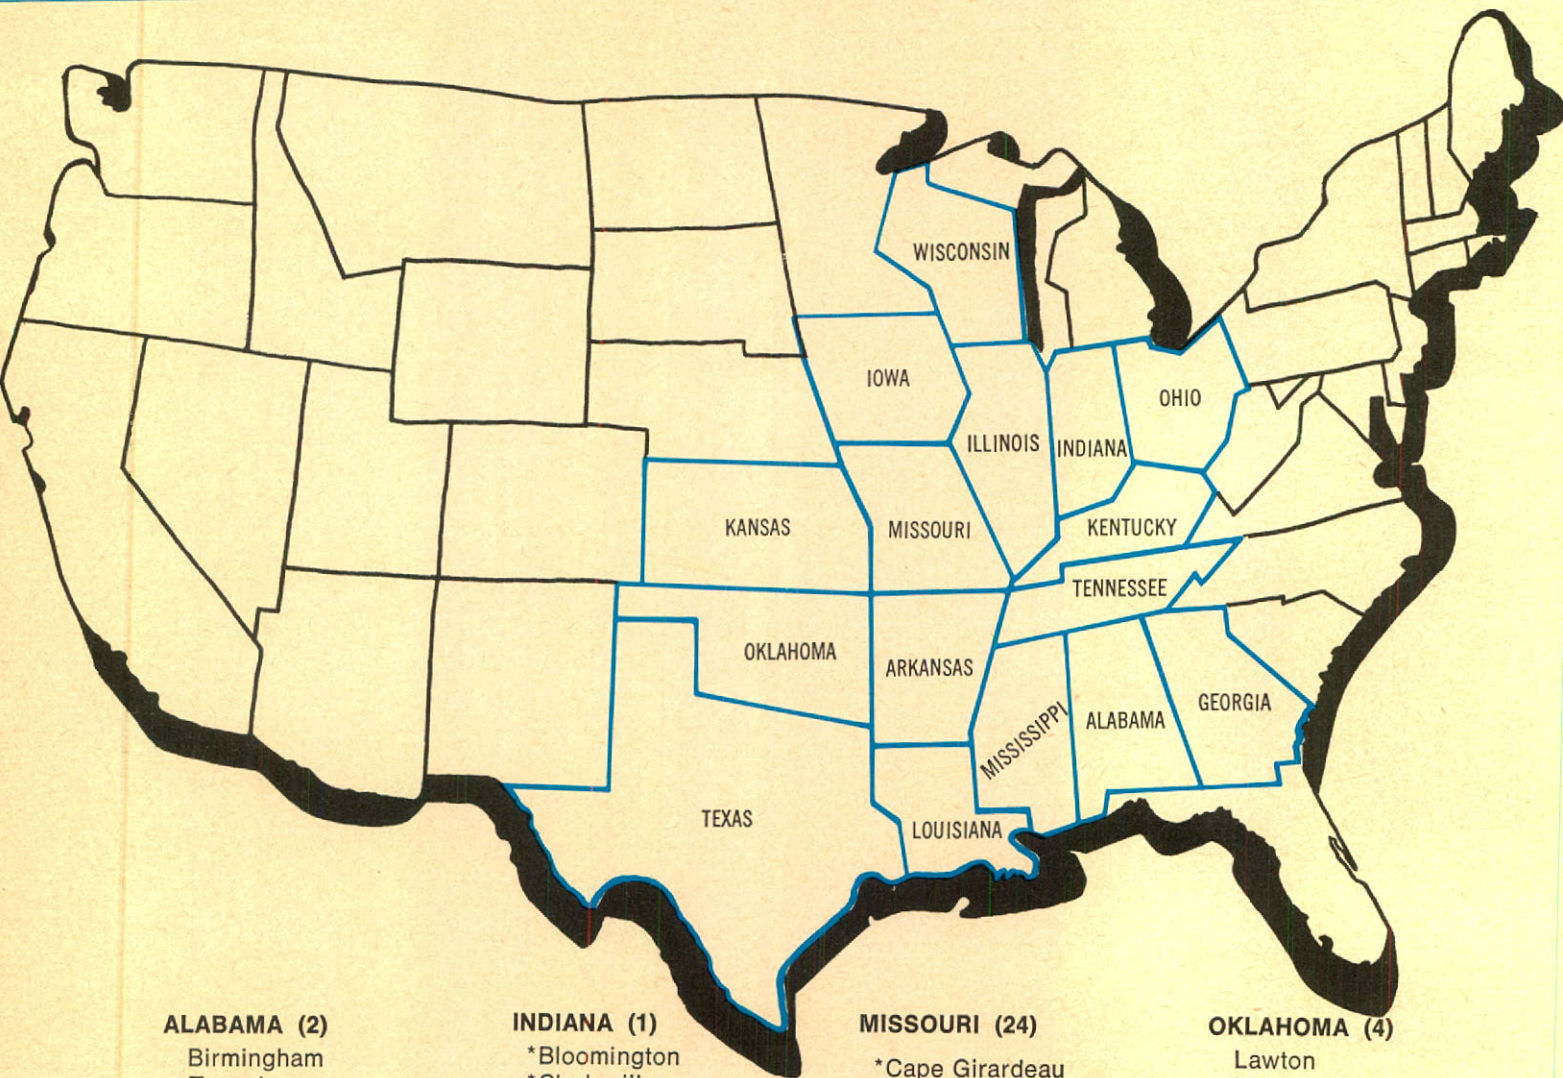 WISCONSIN
IOWA
OHIO
ILLINOIS
INDIANA
KANSAS
MISSOURI
KENTUCKY
TENNESSEE
OKLAHOMA
ARKANSAS
MISSISSIPPI
ALABAMA
GEORGIA
TEXAS
LOUISIANA
ALABAMA (2)
Birmingham
INDIANA (1)
*Bloomington
MISSOURI (24)
*Cape Girardeau
OKLAHOMA (4)
Lawton